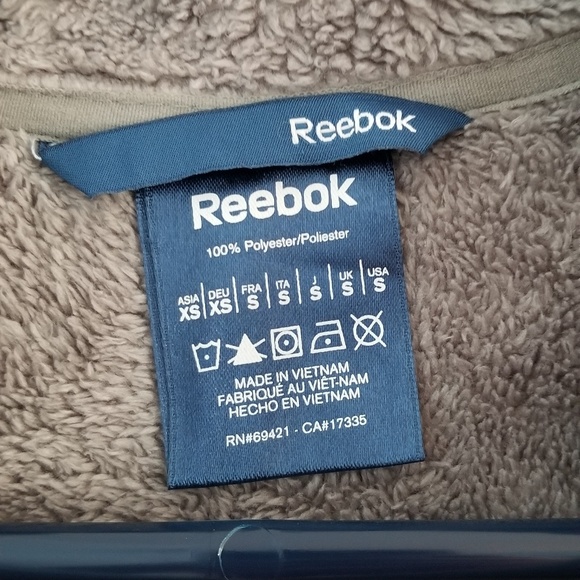 Reebok
Reebok
100% Polyester/Poliester
ASIA DEU FRA ITA J UK USA
XS XS S S S S S
MADE IN VIETNAM
FABRIQUÉ AU VIÊT-NAM
HECHO EN VIETNAM
RN#69421 - CA#17335